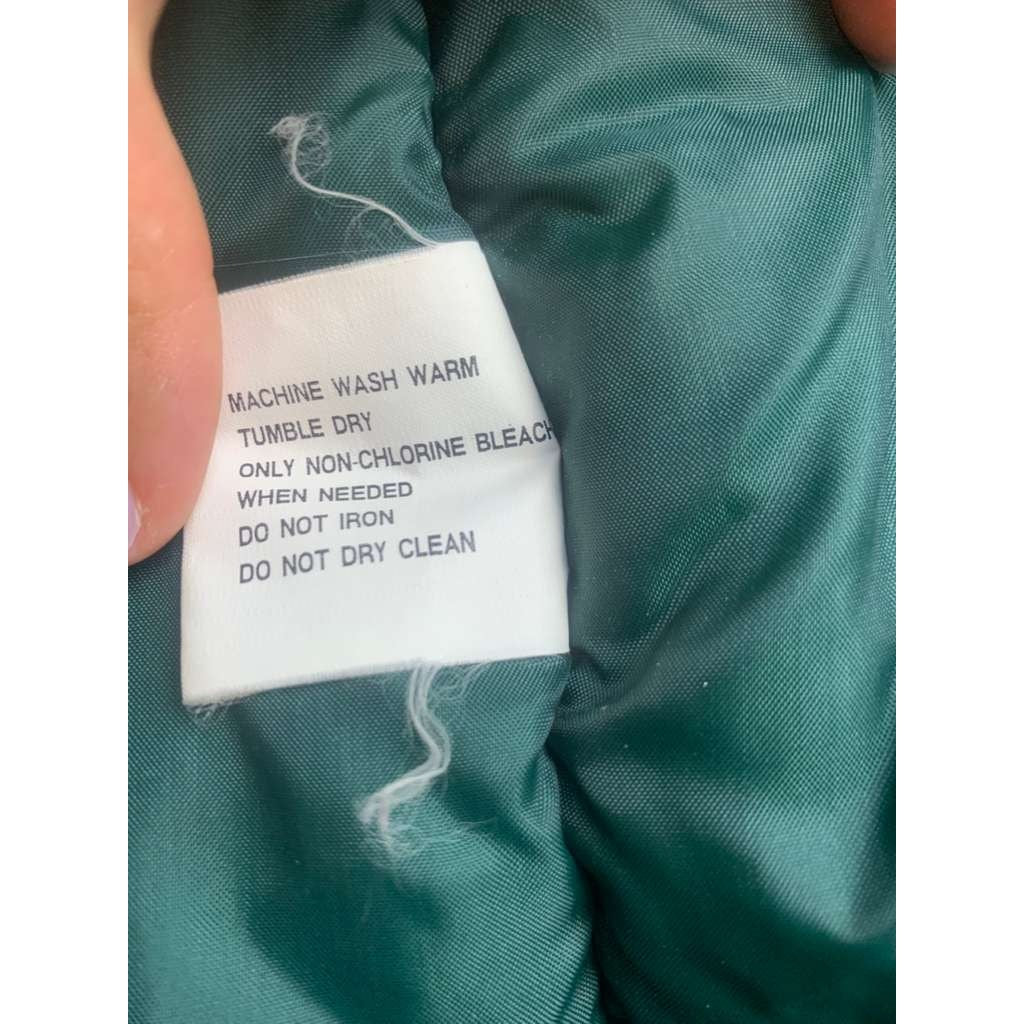 MACHINE WASH WARM
TUMBLE DRY
ONLY NON-CHLORINE BLEACH
WHEN NEEDED
DO NOT IRON
DO NOT DRY CLEAN